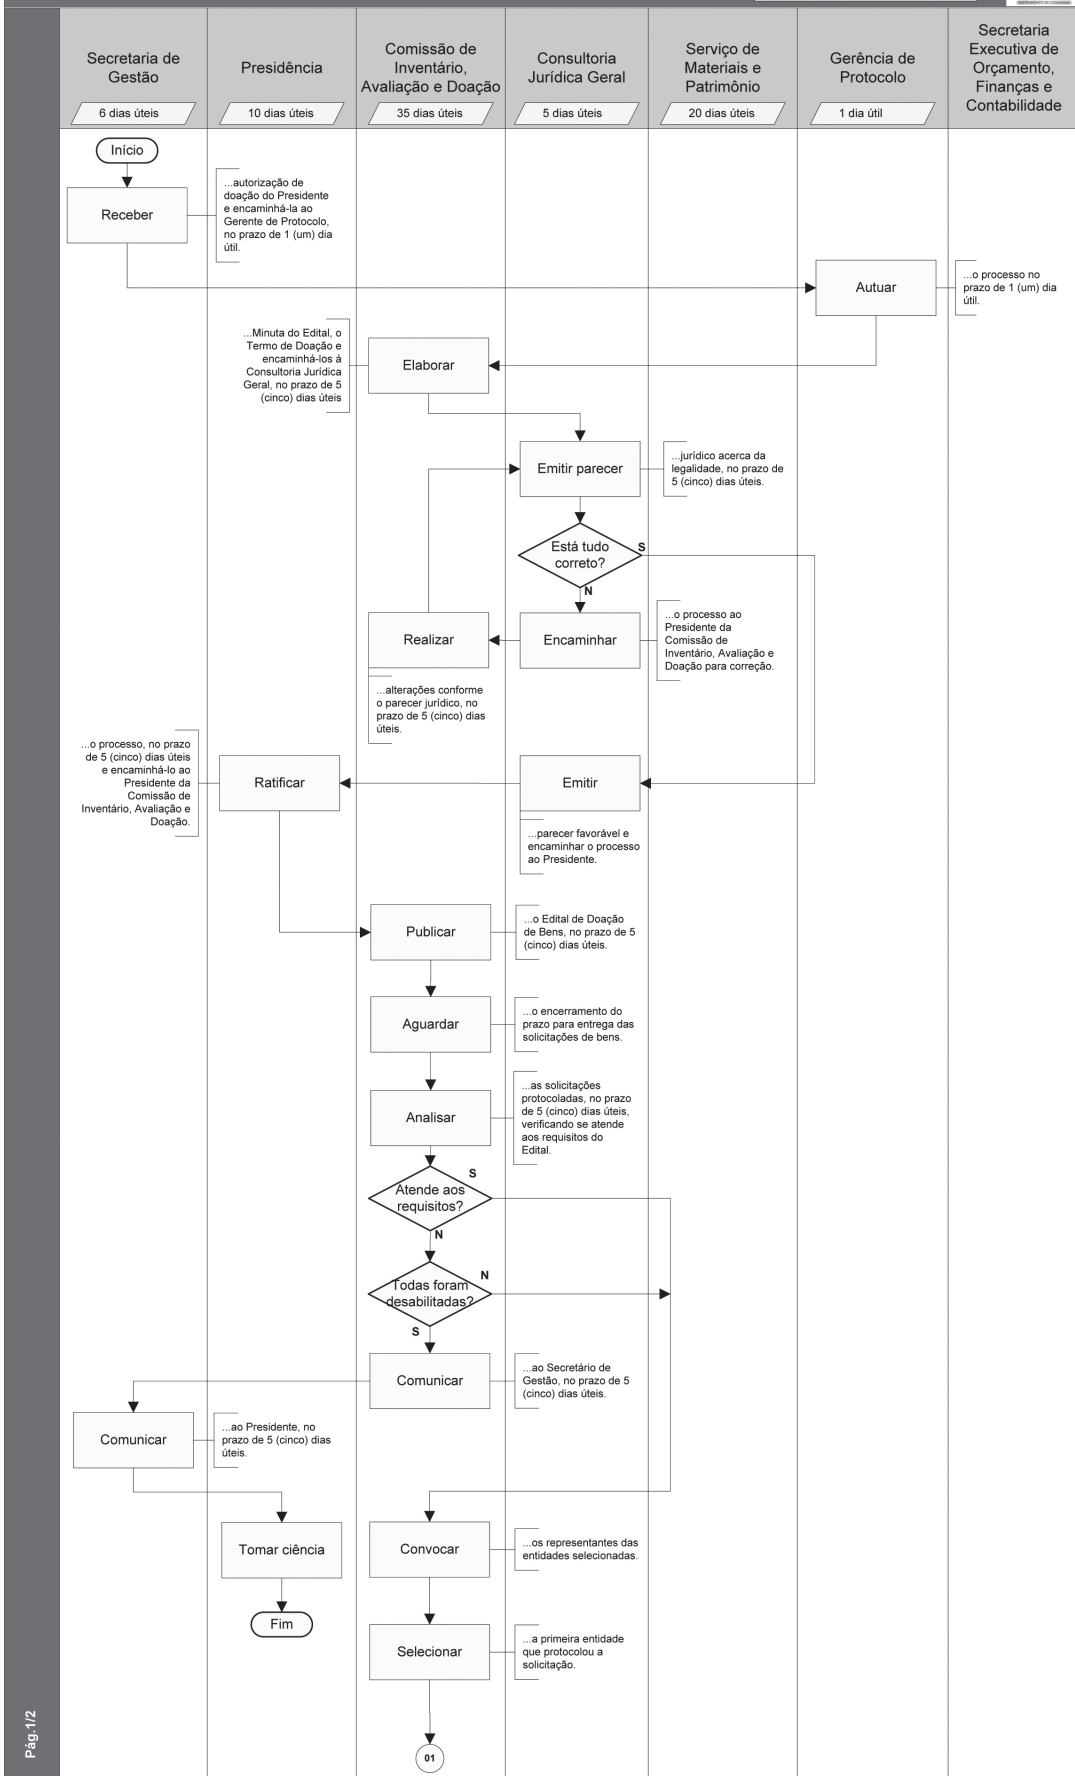 INSTRUMENTO DE CIDADANIA
Secretaria de
Gestão
6 dias úteis
Presidência
10 dias úteis
Comissão de
Inventário,
Avaliação e Doação
35 dias úteis
Consultoria
Jurídica Geral
5 dias úteis
Serviço de
Materiais e
Patrimônio
20 dias úteis
Gerência de
Protocolo
1 dia útil
Secretaria
Executiva de
Orçamento,
Finanças e
Contabilidade
Início
Receber
...autorização de
doação do Presidente
e encaminhá-la ao
Gerente de Protocolo,
no prazo de 1 (um) dia
útil.
Autuar
...o processo no
prazo de 1 (um) dia
útil.
...Minuta do Edital, o
Termo de Doação e
encaminhá-los à
Consultoria Jurídica
Geral, no prazo de 5
(cinco) dias úteis
Elaborar
Emitir parecer
...jurídico acerca da
legalidade, no prazo de
5 (cinco) dias úteis.
Está tudo
correto?
S
N
Realizar
Encaminhar
...o processo ao
Presidente da
Comissão de
Inventário, Avaliação e
Doação para correção.
...alterações conforme
o parecer jurídico, no
prazo de 5 (cinco) dias
úteis.
...o processo, no prazo
de 5 (cinco) dias úteis
e encaminhá-lo ao
Presidente da
Comissão de
Inventário, Avaliação e
Doação.
Ratificar
Emitir
...parecer favorável e
encaminhar o processo
ao Presidente.
Publicar
...o Edital de Doação
de Bens, no prazo de 5
(cinco) dias úteis.
Aguardar
...o encerramento do
prazo para entrega das
solicitações de bens.
Analisar
...as solicitações
protocoladas, no prazo
de 5 (cinco) dias úteis,
verificando se atende
aos requisitos do
Edital.
Atende aos
requisitos?
S
N
Todas foram
desabilitadas?
N
S
Comunicar
...ao Secretário de
Gestão, no prazo de 5
(cinco) dias úteis.
Comunicar
...ao Presidente, no
prazo de 5 (cinco) dias
úteis.
Tomar ciência
Fim
Convocar
...os representantes das
entidades selecionadas.
Selecionar
...a primeira entidade
que protocolou a
solicitação.
01
Pág.1/2